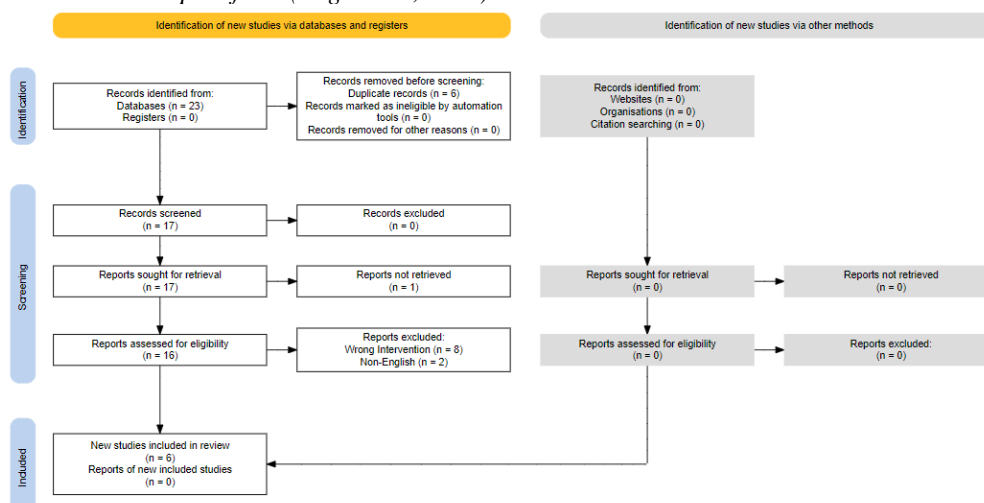 Identification of new studies via databases and registers
Identification of new studies via other methods
Identification
Records identified from:
Databases (n = 23)
Registers (n = 0)
Records removed before screening:
Duplicate records (n = 6)
Records marked as ineligible by automation
tools (n = 0)
Records removed for other reasons (n = 0)
Records identified from:
Websites (n = 0)
Organisations (n = 0)
Citation searching (n = 0)
Screening
Records screened
(n = 17)
Records excluded
(n = 0)
Reports sought for retrieval
(n = 17)
Reports not retrieved
(n = 1)
Reports sought for retrieval
(n = 0)
Reports not retrieved
(n = 0)
Reports assessed for eligibility
(n = 16)
Reports excluded:
Wrong Intervention (n = 8)
Non-English (n = 2)
Reports assessed for eligibility
(n = 0)
Reports excluded:
(n = 0)
Included
New studies included in review
(n = 6)
Reports of new included studies
(n = 0)